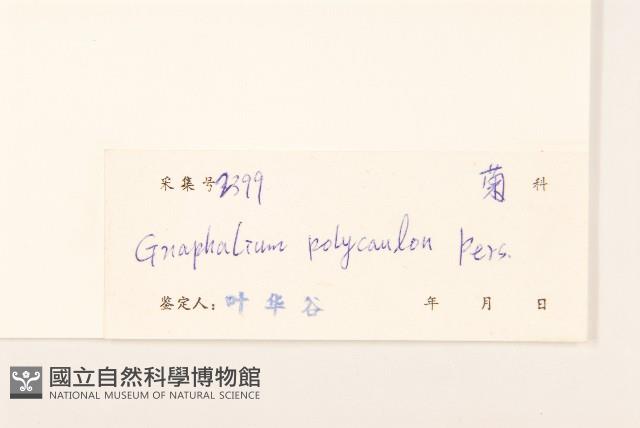 采集号 3399 菊 科
Gnaphalium polycaulon Pers.
鉴定人: 叶华谷 年 月 日
國立自然科學博物館
NATIONAL MUSEUM OF NATURAL SCIENCE